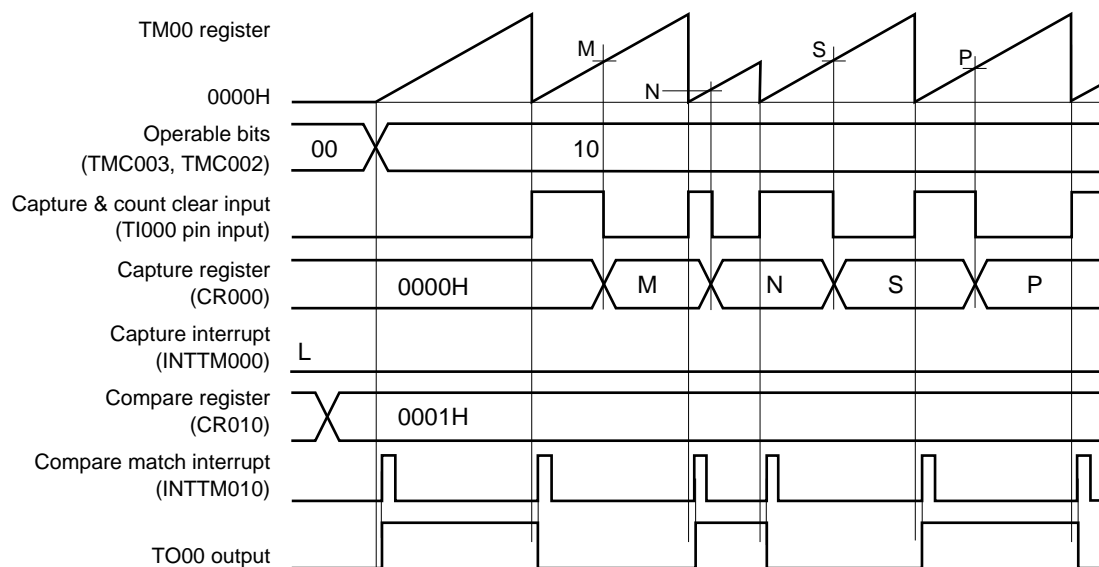 TM00 register
M
S
P
N
0000H
Operable bits
(TMC003, TMC002)
00
10
Capture & count clear input
(TI000 pin input)
Capture register
(CR000)
0000H
M
N
S
P
Capture interrupt
(INTTM000)
L
Compare register
(CR010)
0001H
Compare match interrupt
(INTTM010)
TO00 output